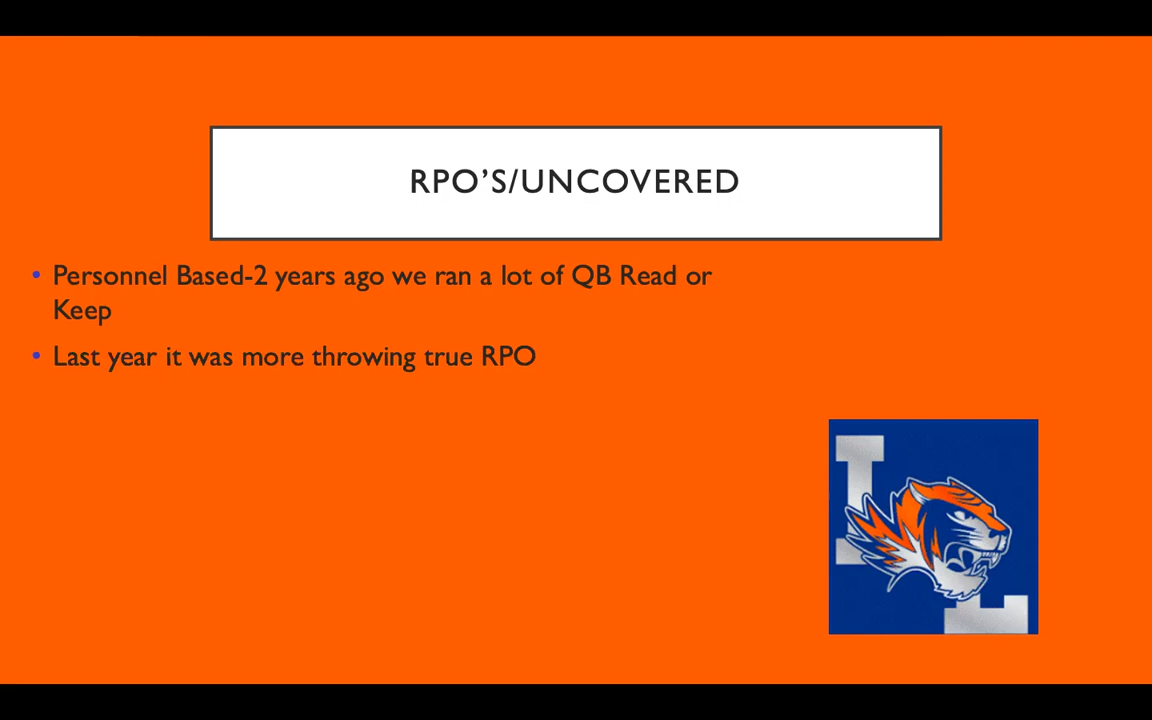 RPO’S/UNCOVERED
• Personnel Based-2 years ago we ran a lot of QB Read or
Keep
• Last year it was more throwing true RPO
L
L